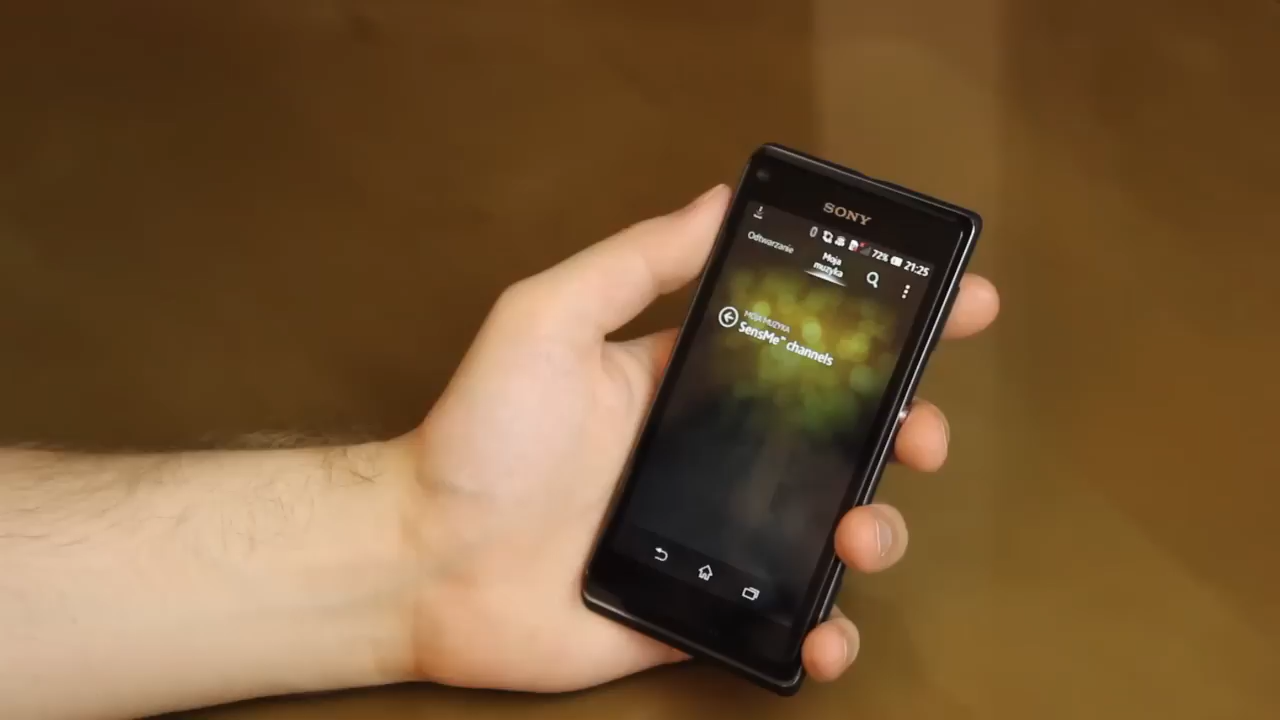 SONY
72% 21:25
Odtwarzanie
Moja
muzyka
MOJA MUZYKA
SensMe™ channels